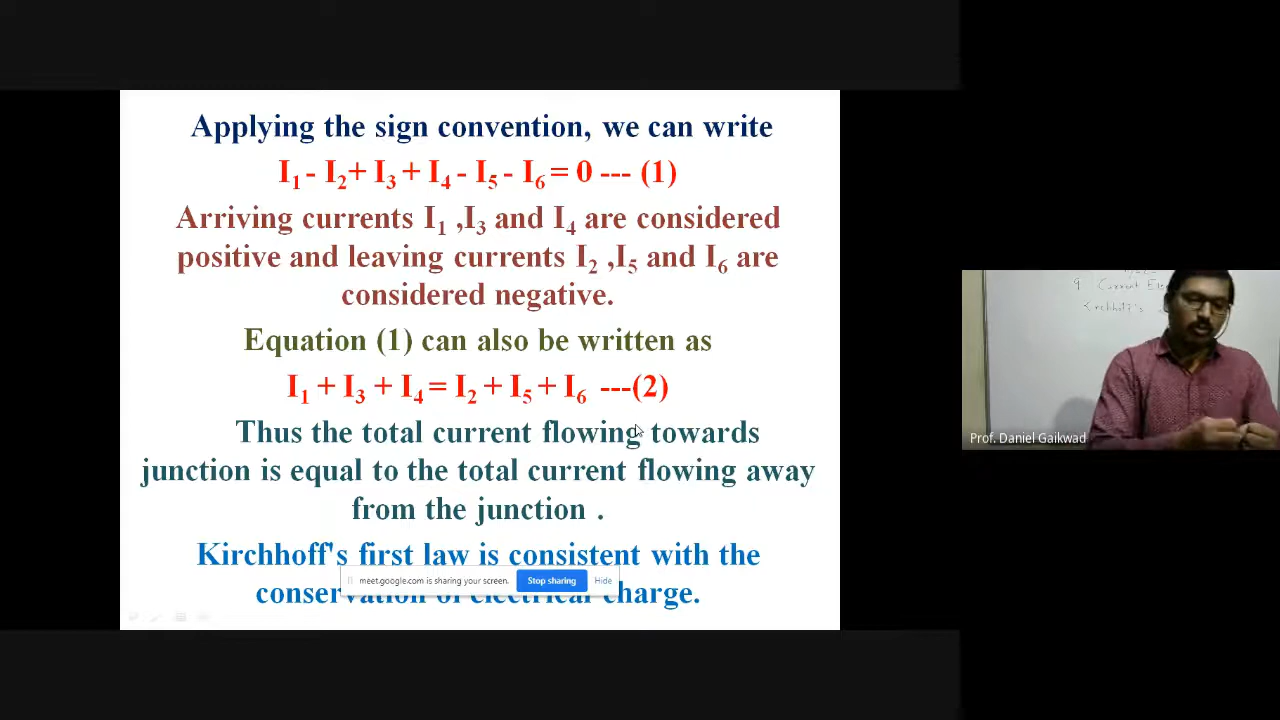 Applying the sign convention, we can write
I₁ - I₂+ I₃ + I₄ - I₅ - I₆ = 0 --- (1)
Arriving currents I₁ ,I₃ and I₄ are considered
positive and leaving currents I₂ ,I₅ and I₆ are
considered negative.
Equation (1) can also be written as
I₁ + I₃ + I₄ = I₂ + I₅ + I₆ ---(2)
Thus the total current flowing towards
junction is equal to the total current flowing away
from the junction .
Kirchhoff's first law is consistent with the
meet.google.com is sharing your screen. Stop sharing Hide
conservation of electrical charge.
9 Current
Kirchhoff's
Prof. Daniel Gaikwad